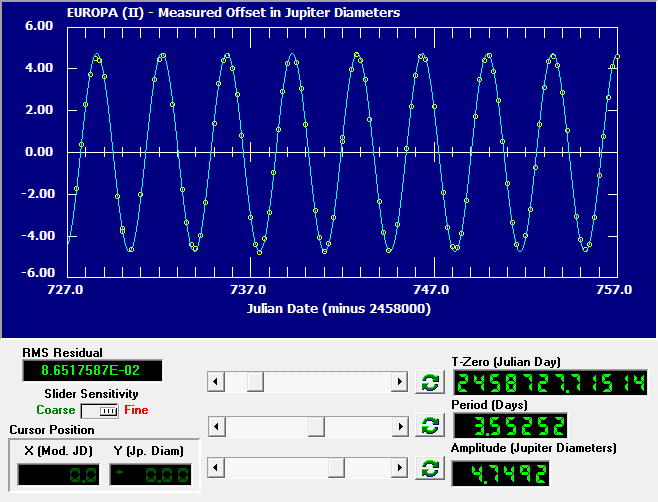 EUROPA (II) - Measured Offset in Jupiter Diameters
6.00
4.00
2.00
0.00
-2.00
-4.00
-6.00
727.0 737.0 747.0 757.0
Julian Date (minus 2458000)
RMS Residual
8.6517587E-02
Slider Sensitivity
Coarse Fine
Cursor Position
X (Mod. JD) Y (Jp. Diam)
0.0 - 0.00
T-Zero (Julian Day)
2458727.71514
Period (Days)
3.55252
Amplitude (Jupiter Diameters)
4.7492